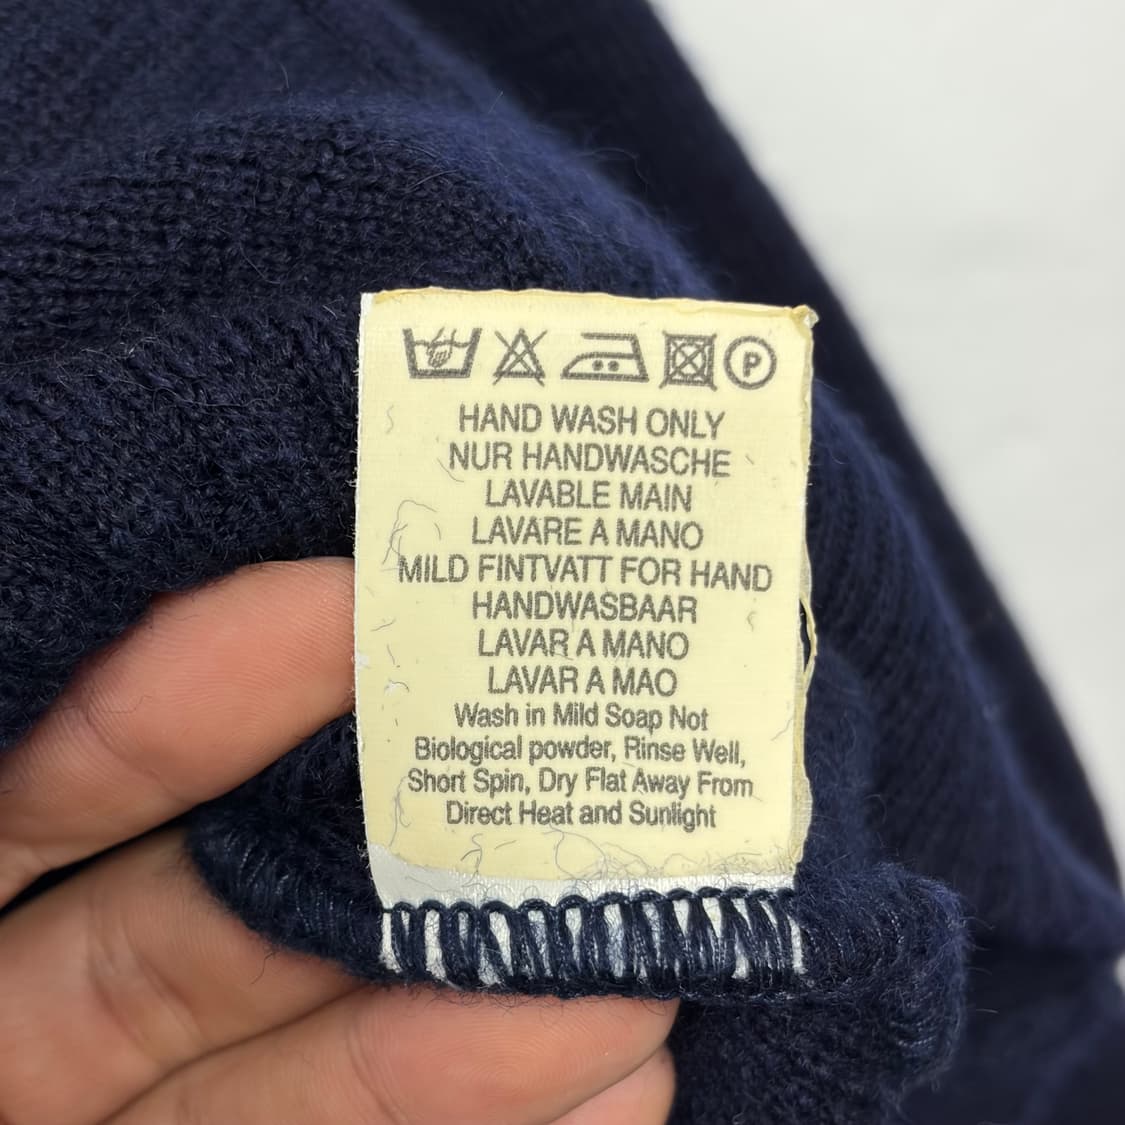 P
HAND WASH ONLY
NUR HANDWASCHE
LAVABLE MAIN
LAVARE A MANO
MILD FINTVATT FOR HAND
HANDWASBAAR
LAVAR A MANO
LAVAR A MAO
Wash in Mild Soap Not
Biological powder, Rinse Well,
Short Spin, Dry Flat Away From
Direct Heat and Sunlight